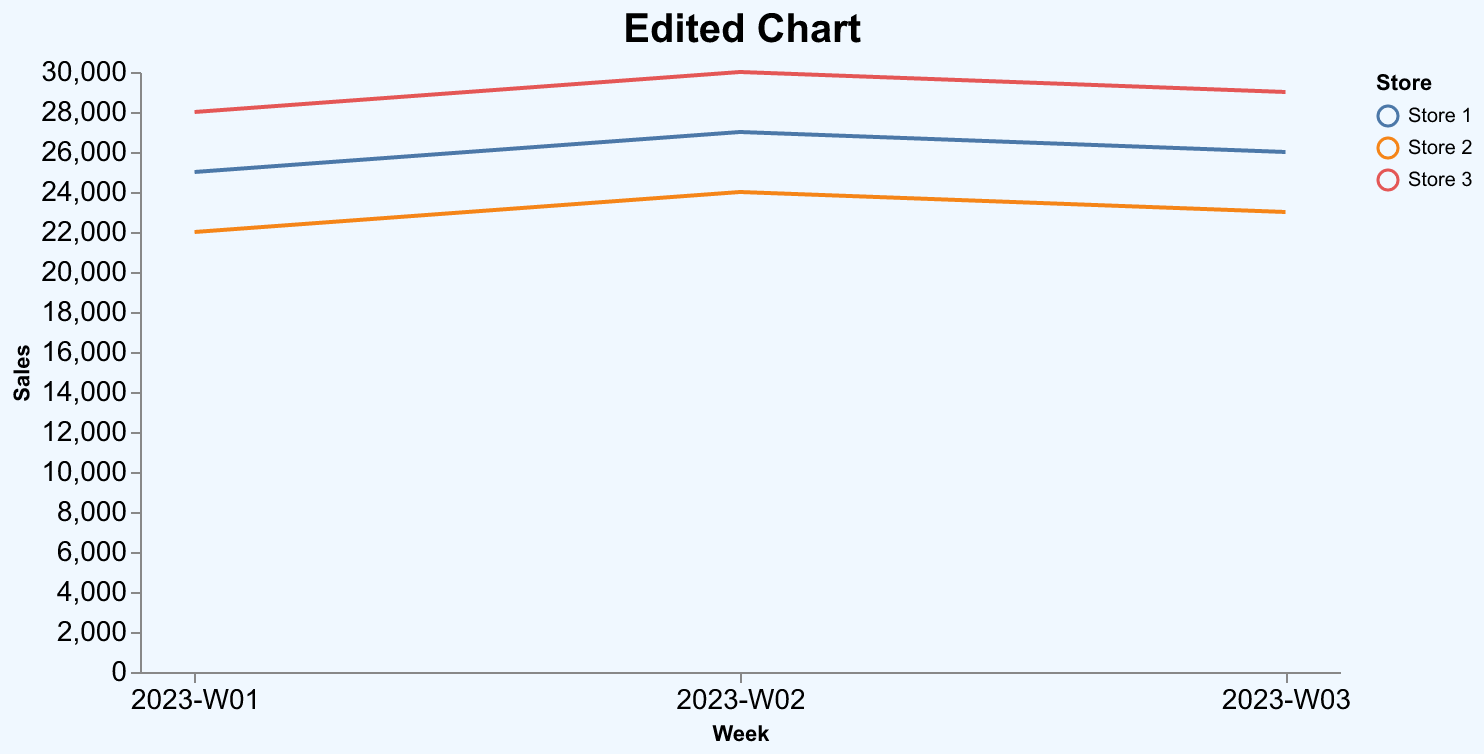 Edited Chart
30,000
28,000
26,000
24,000
22,000
20,000
18,000
16,000
14,000
12,000
10,000
8,000
6,000
4,000
2,000
0
Sales
2023-W01 2023-W02 2023-W03
Week
Store
Store 1
Store 2
Store 3